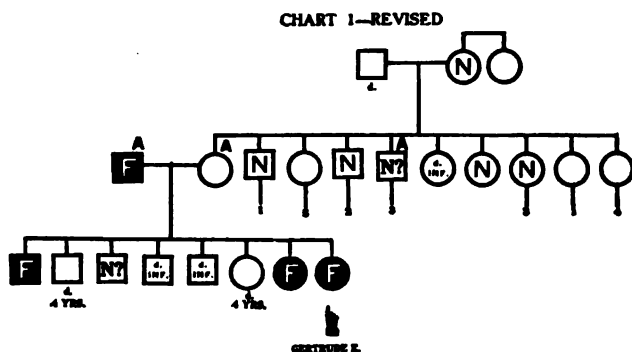 CHART 1—REVISED
N
d.
A A A
F N N N? d. INF. N N
F N? d. INF. d. INF. F F
d. 4 YRS. d. 4 YRS.
GERTRUDE E.